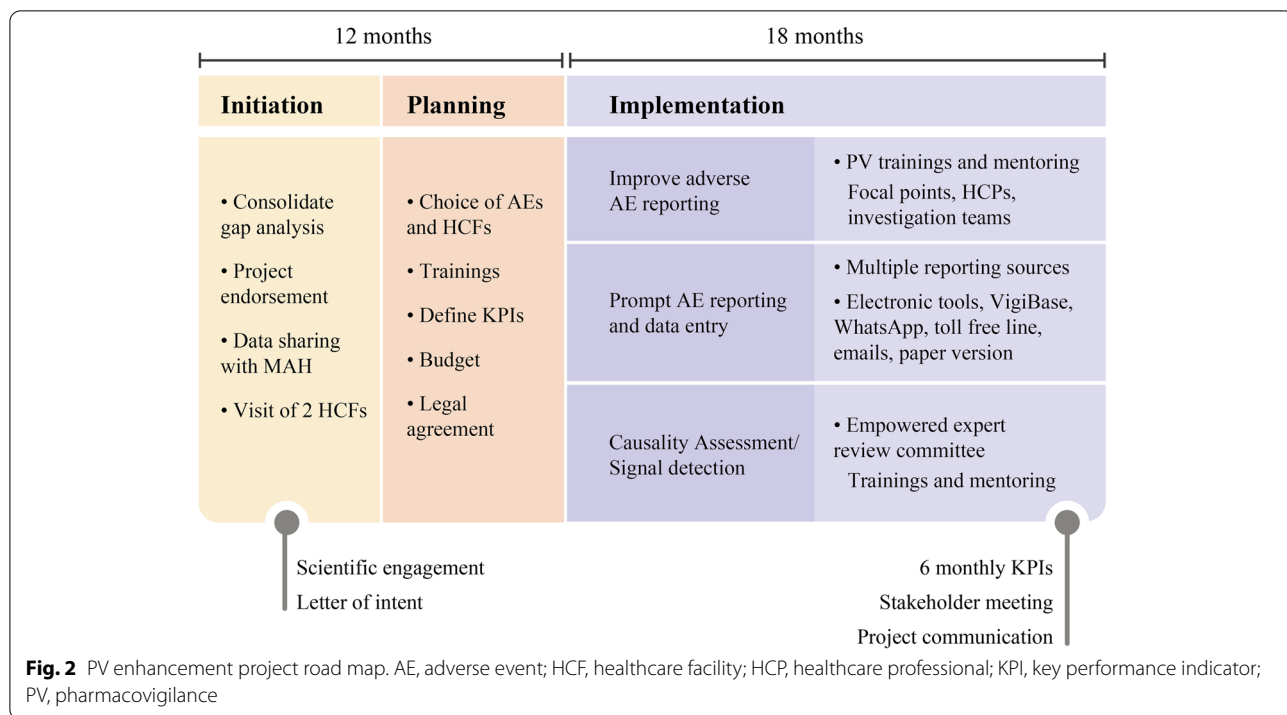 12 months
18 months
Initiation
Planning
Implementation
• Consolidate
gap analysis
• Project
endorsement
• Data sharing
with MAH
• Visit of 2 HCFs
• Choice of AEs
and HCFs
• Trainings
• Define KPIs
• Budget
• Legal
agreement
Improve adverse
AE reporting
• PV trainings and mentoring
Focal points, HCPs,
investigation teams
Prompt AE reporting
and data entry
• Multiple reporting sources
• Electronic tools, VigiBase,
WhatsApp, toll free line,
emails, paper version
Causality Assessment/
Signal detection
• Empowered expert
review committee
Trainings and mentoring
Scientific engagement
Letter of intent
6 monthly KPIs
Stakeholder meeting
Project communication
Fig. 2 PV enhancement project road map. AE, adverse event; HCF, healthcare facility; HCP, healthcare professional; KPI, key performance indicator;
PV, pharmacovigilance